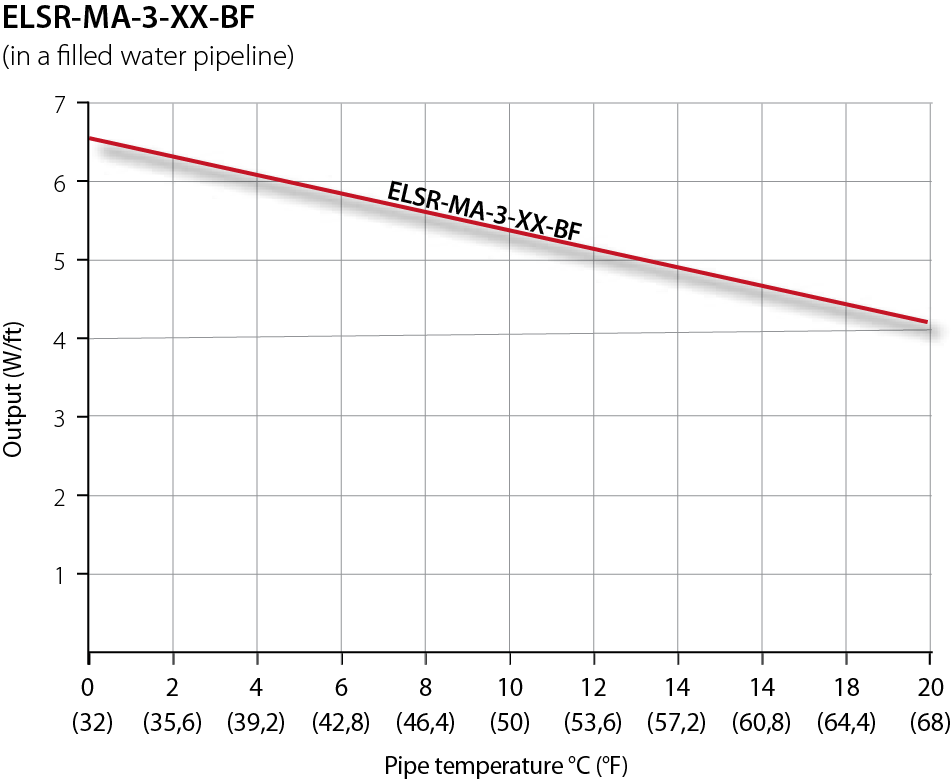 ELSR-MA-3-XX-BF
(in a filled water pipeline)
7
6
5
4
3
2
1
Output (W/ft)
ELSR-MA-3-XX-BF
0 2 4 6 8 10 12 14 14 18 20
(32) (35,6) (39,2) (42,8) (46,4) (50) (53,6) (57,2) (60,8) (64,4) (68)
Pipe temperature °C (°F)